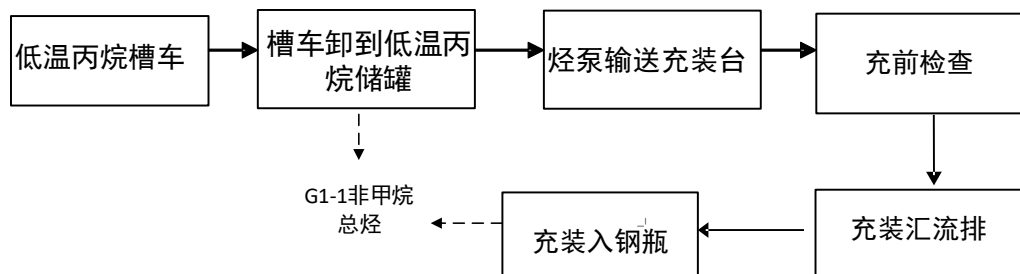 低温丙烷槽车
槽车卸到低温丙
烷储罐
烃泵输送充装台
充前检查
G1-1非甲烷
总烃
充装入钢瓶
充装汇流排